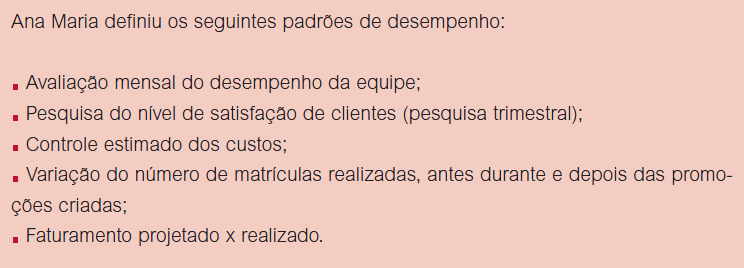 Ana Maria definiu os seguintes padrões de desempenho:
Avaliação mensal do desempenho da equipe;
Pesquisa do nível de satisfação de clientes (pesquisa trimestral);
Controle estimado dos custos;
Variação do número de matrículas realizadas, antes durante e depois das promo-
ções criadas;
Faturamento projetado x realizado.